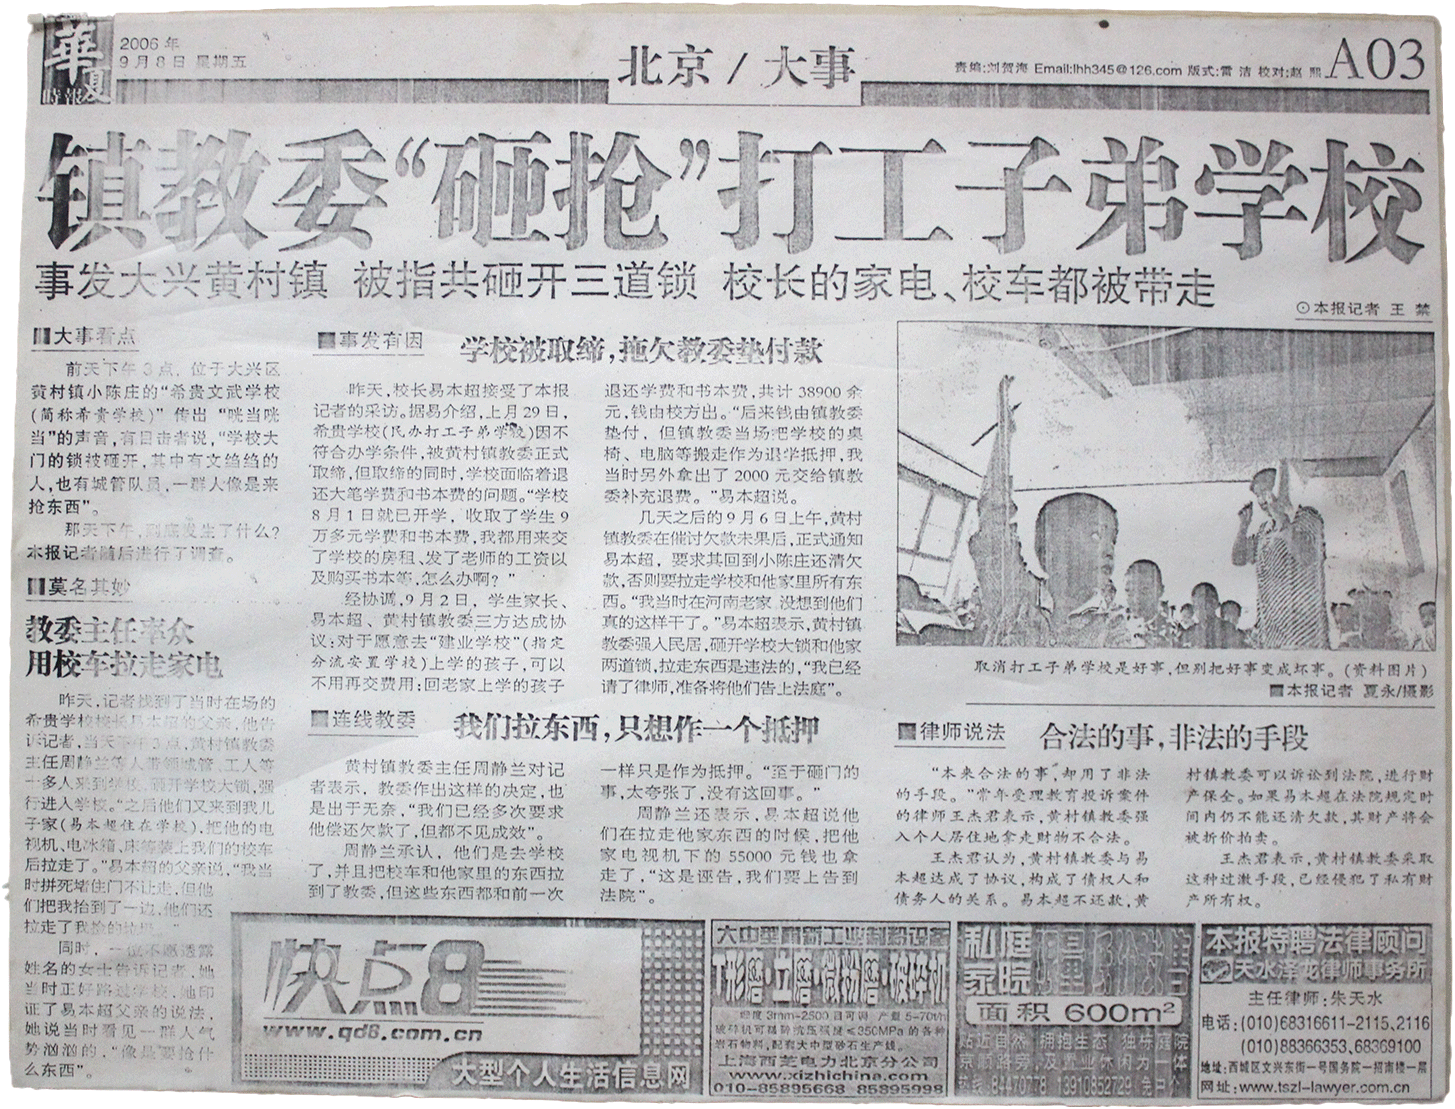 華夏
時報
2006年
9月8日 星期五
北京/大事
责编:刘贺海 Email:lhh345@126.com 版式:雷 洁 校对:赵 熙
A03
镇教委“砸抢”打工子弟学校
事发大兴黄村镇 被指共砸开三道锁 校长的家电、校车都被带走
⊙本报记者 王 禁
■大事看点
前天下午3点，位于大兴区
黄村镇小陈庄的“希贵文武学校
(简称希贵学校)”传出“咣当咣
当”的声音，有目击者说，“学校大
门的锁被砸开，其中有文绉绉的
人，也有城管队员，一群人像是来
抢东西”。
那天下午，到底发生了什么？
本报记者随后进行了调查。
■莫名其妙
教委主任率众
用校车拉走家电
昨天，记者找到了当时在场的
希贵学校校长易本超的父亲，他告
诉记者，当天下午3点，黄村镇教委
主任周静兰等人带领城管、工人等
十多人来到学校，砸开学校大锁，强
行进入学校。“之后他们又来到我儿
子家(易本超住在学校)，把他的电
视机、电冰箱、床等装上我们的校车
后拉走了。”易本超的父亲说，“我当
时拼死堵住门不让走，但他
们把我抬到了一边，他们还
拉走了我捡的垃圾……”
同时，一位不愿透露
姓名的女士告诉记者，她
当时正好路过学校，她印
证了易本超父亲的说法，
她说当时看见一群人气
势汹汹的，“像是要抢什
么东西”。
■事发有因
学校被取缔，拖欠教委垫付款
昨天，校长易本超接受了本报
记者的采访。据易介绍，上月29日，
希贵学校(民办打工子弟学校)因不
符合办学条件，被黄村镇教委正式
取缔，但取缔的同时，学校面临着退
还大笔学费和书本费的问题。“学校
8月1日就已开学，收取了学生9
万多元学费和书本费，我都用来交
了学校的房租、发了老师的工资以
及购买书本等，怎么办啊？”
经协调，9月2日，学生家长、
易本超、黄村镇教委三方达成协
议：对于愿意去“建业学校”(指定
分流安置学校)上学的孩子，可以
不用再交费用；回老家上学的孩子
退还学费和书本费，共计38900余
元，钱由校方出。“后来钱由镇教委
垫付，但镇教委当场把学校的桌
椅、电脑等搬走作为退学抵押，我
当时另外拿出了2000元交给镇教
委补充退费。”易本超说。
几天之后的9月6日上午，黄村
镇教委在催讨欠款未果后，正式通知
易本超，要求其回到小陈庄还清欠
款，否则要拉走学校和他家里所有东
西。“我当时在河南老家，没想到他们
真的这样干了。”易本超表示，黄村镇
教委强入民居，砸开学校大锁和他家
两道锁，拉走东西是违法的，“我已经
请了律师，准备将他们告上法庭”。
取消打工子弟学校是好事，但别把好事变成坏事。(资料图片)
■本报记者 夏永/摄影
■连线教委
我们拉东西，只想作一个抵押
黄村镇教委主任周静兰对记
者表示，教委作出这样的决定，也
是出于无奈，“我们已经多次要求
他偿还欠款了，但都不见成效”。
周静兰承认，他们是去学校
了，并且把校车和他家里的东西拉
到了教委，但这些东西都和前一次
一样只是作为抵押。“至于砸门的
事，太夸张了，没有这回事。”
周静兰还表示，易本超说他
们在拉走他家东西的时候，把他
家电视机下的55000元钱也拿
走了，“这是诬告，我们要上告到
法院”。
■律师说法
合法的事，非法的手段
“本来合法的事，却用了非法
的手段。”常年受理教育投诉案件
的律师王杰君表示，黄村镇教委强
入个人居住地拿走财物不合法。
王杰君认为，黄村镇教委与易
本超达成了协议，构成了债权人和
债务人的关系。易本超不还款，黄
村镇教委可以诉讼到法院，进行财
产保全。如果易本超在法院规定时
间内仍不能还清欠款，其财产将会
被折价拍卖。
王杰君表示，黄村镇教委采取
这种过激手段，已经侵犯了私有财
产所有权。
快点8
www.qd8.com.cn
大型个人生活信息网
大中型最新工业制粉设备
T形磨·立磨·微粉磨·破碎机
细度3mm-2500目可调 产量5-70t/h
破碎机可破碎抗压强度≤350MPa的各种
岩石物料，配套大中型砂石生产线。
上海西芝电力北京分公司
www.xizhichina.com
010-85895668 85895998
私庭
家院
面积 600m²
贴近自然 拥抱生态 独栋庭院
京顺路旁，及置业休闲为一体
热线 84470778 13910852729
本报特聘法律顾问
天水泽龙律师事务所
主任律师：朱天水
电话：(010)68316611-2115、2116
(010)88366353、68369100
地址：西城区文兴东街一号国务院一招南楼一层
网址：www.tszl-lawyer.com.cn